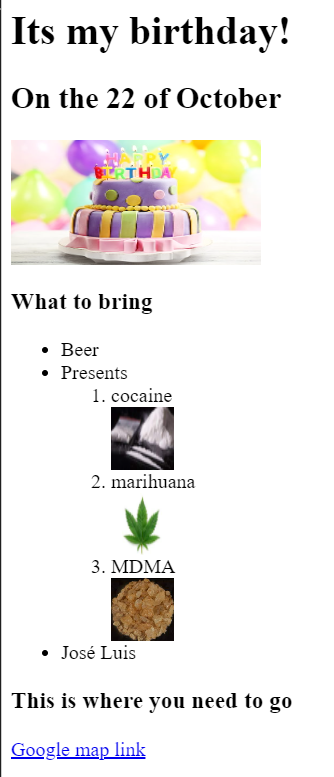 Its my birthday!
On the 22 of October
HAPPY
BIRTHDAY
What to bring
Beer
Presents
1. cocaine
2. marihuana
3. MDMA
José Luis
This is where you need to go
Google map link